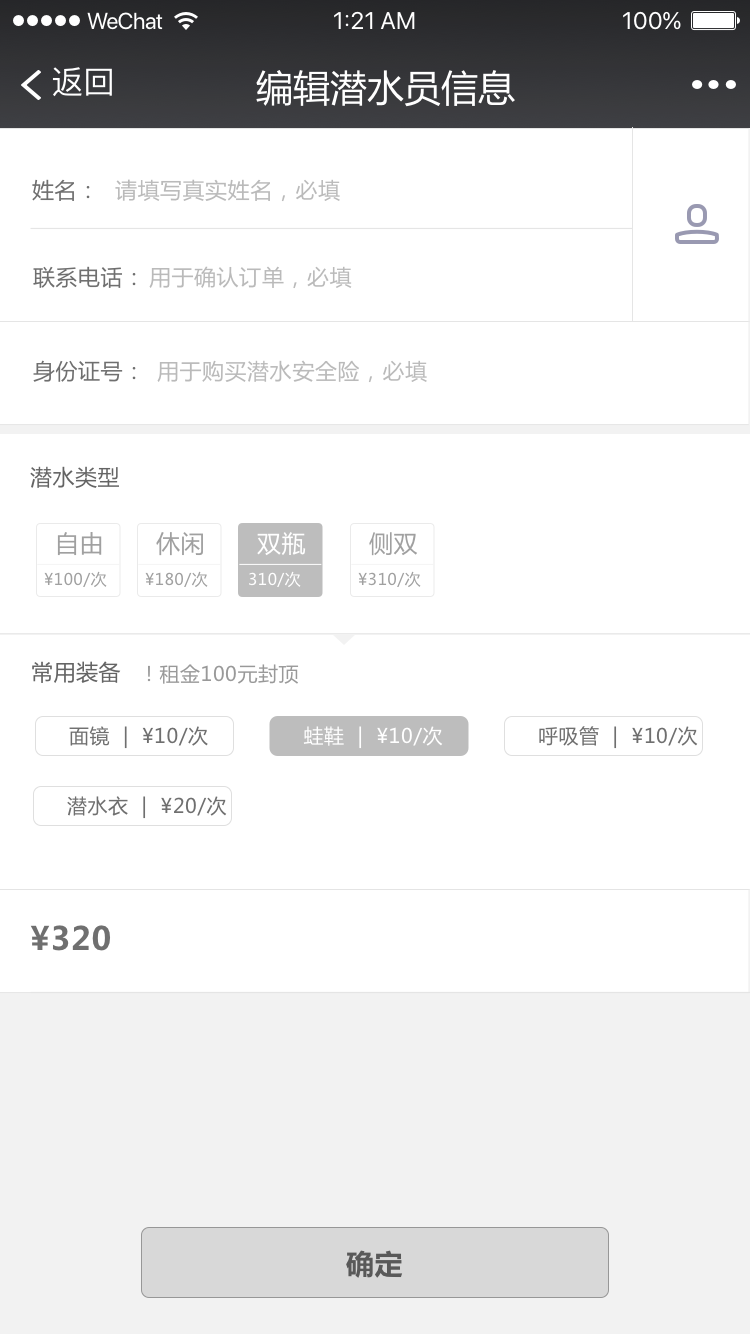 WeChat 1:21 AM 100%
返回 编辑潜水员信息
姓名： 请填写真实姓名，必填
联系电话： 用于确认订单，必填
身份证号： 用于购买潜水安全险，必填
潜水类型
自由 休闲 双瓶 侧双
¥100/次 ¥180/次 310/次 ¥310/次
常用装备 ！租金100元封顶
面镜 | ¥10/次 蛙鞋 | ¥10/次 呼吸管 | ¥10/次
潜水衣 | ¥20/次
¥320
确定